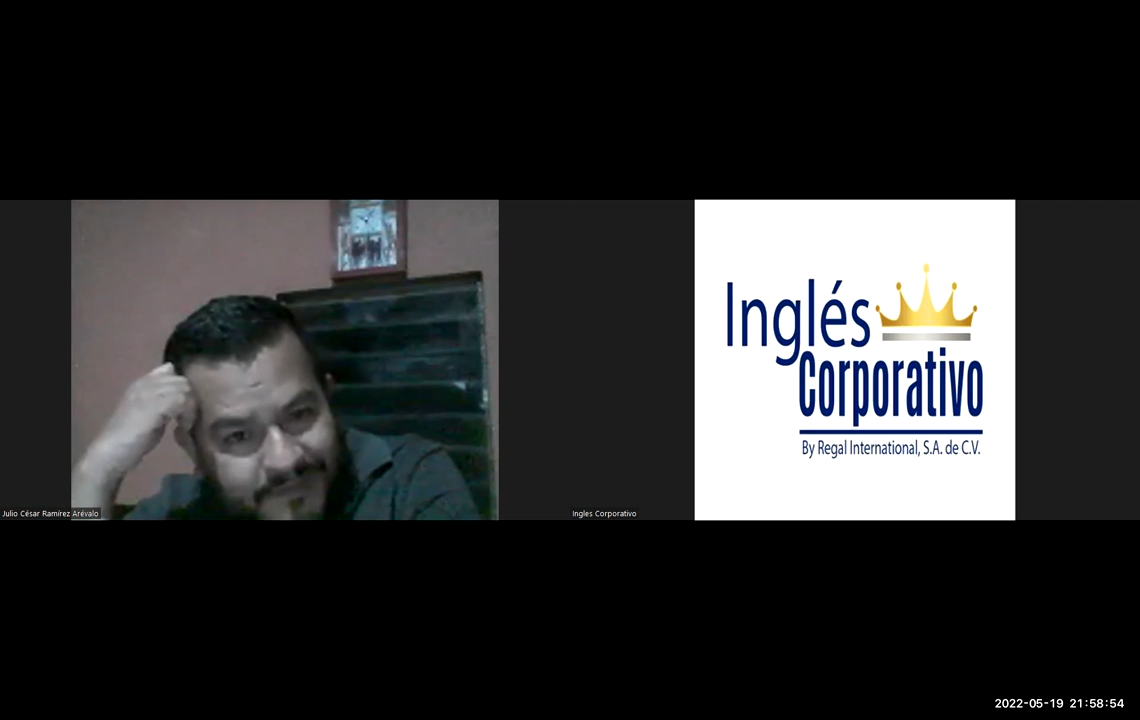 Inglés
Corporativo
By Regal International, S.A. de C.V.
Julio César Ramírez Arévalo
Ingles Corporativo
2022-05-19 21:58:54